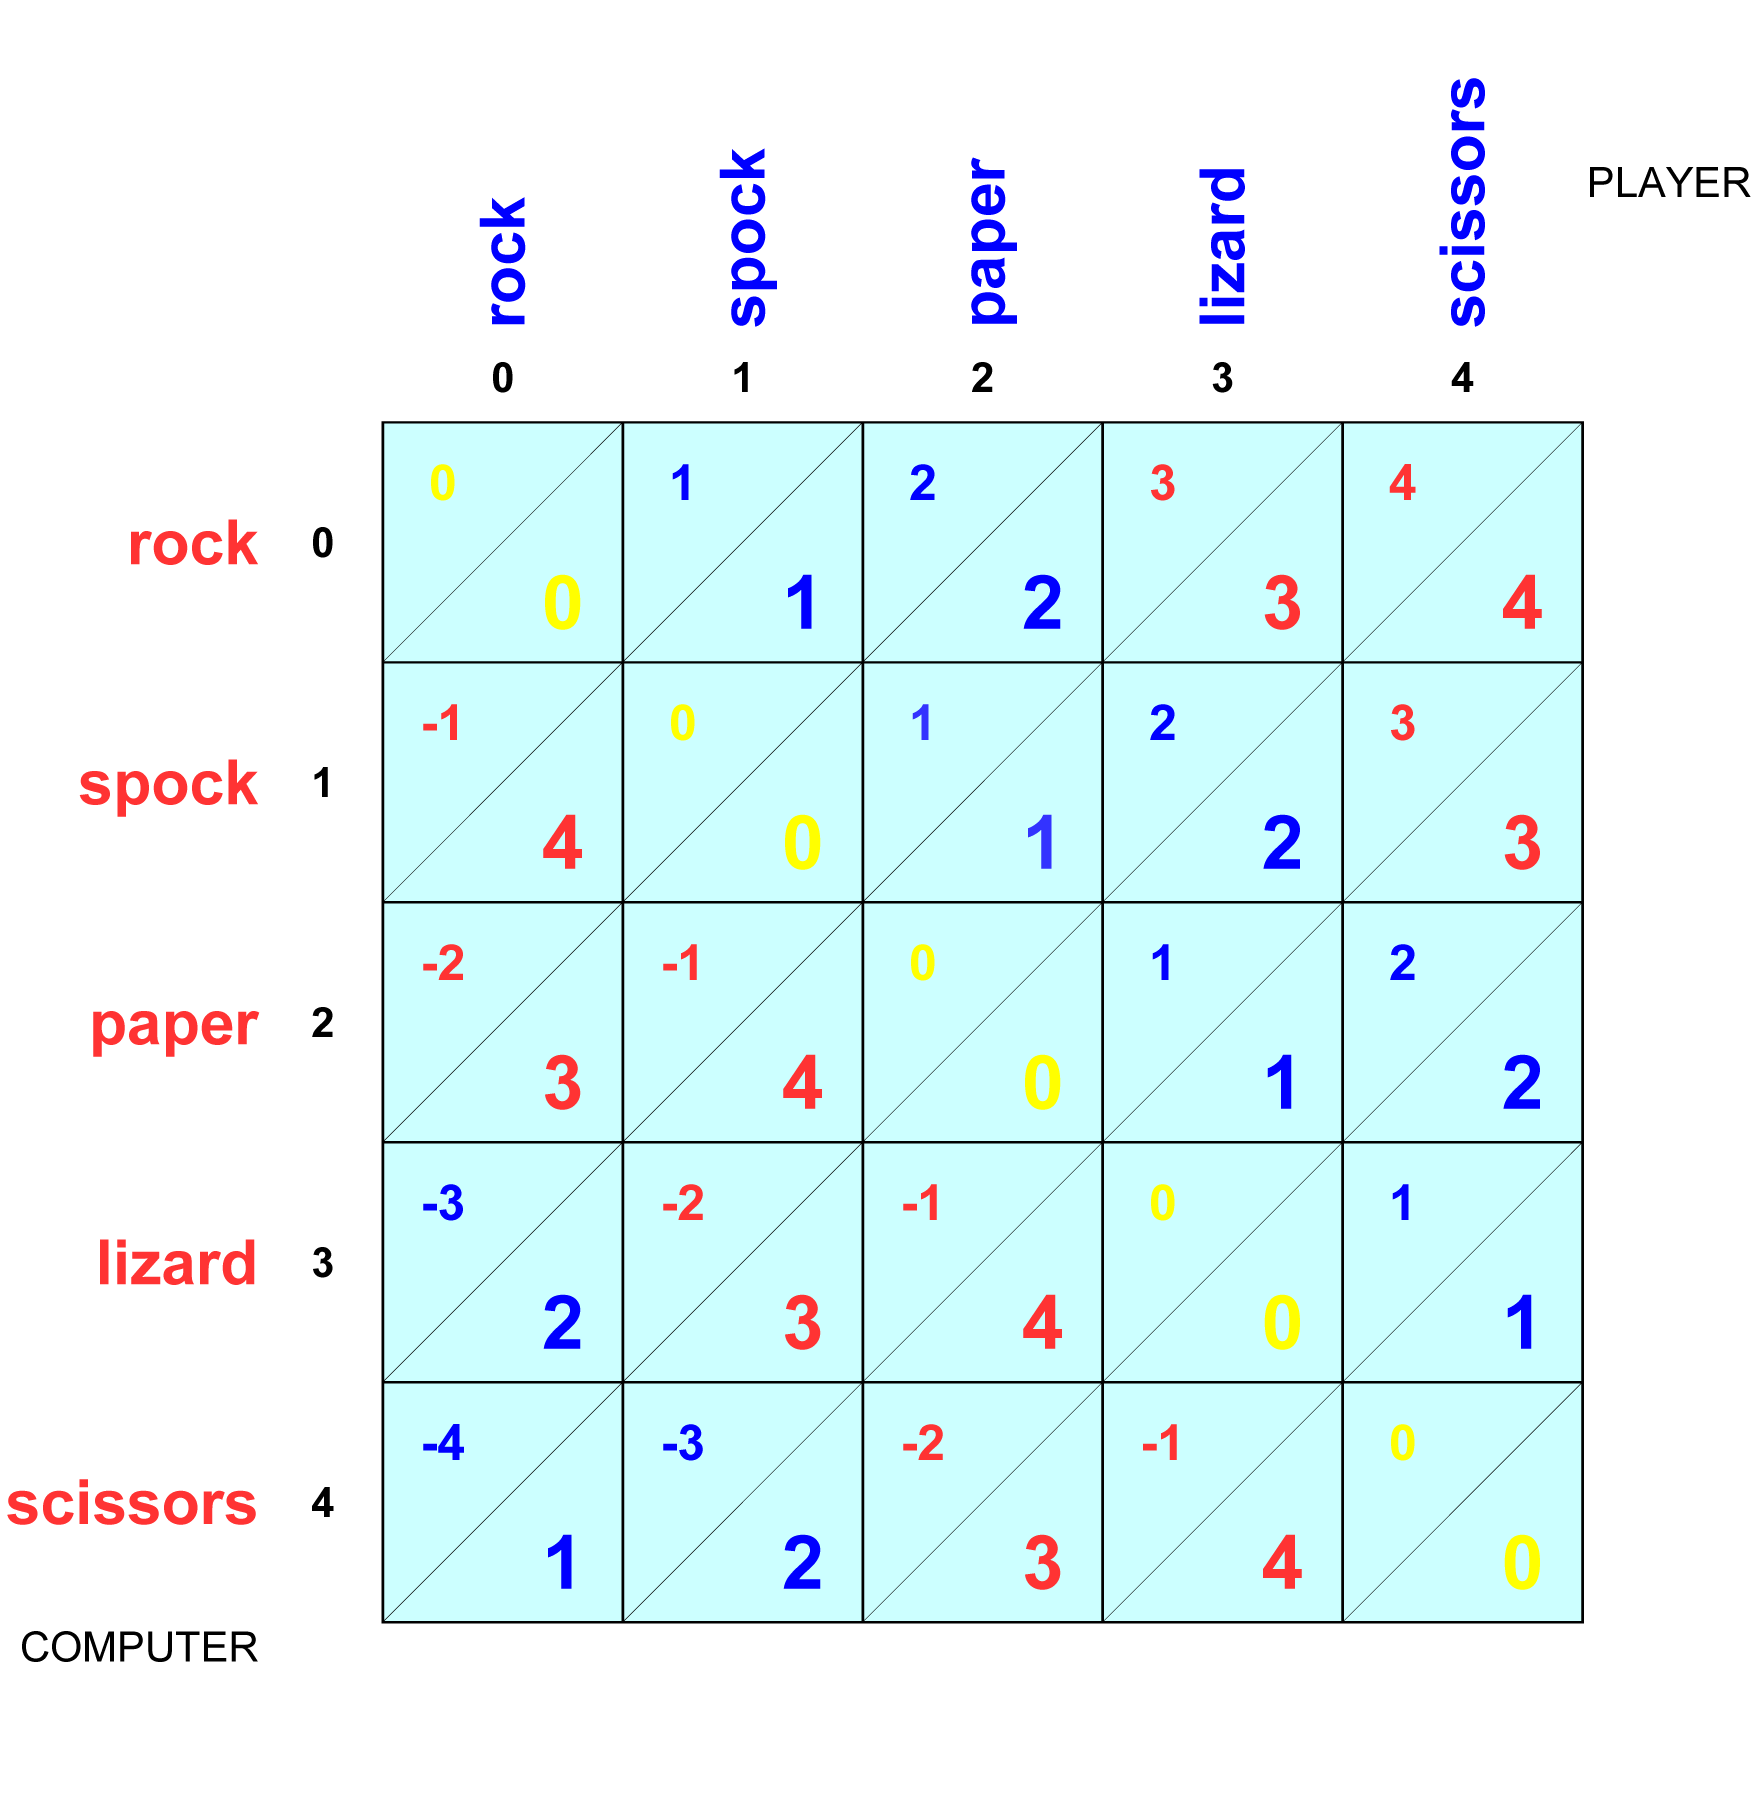 rock spock paper lizard scissors PLAYER
0 1 2 3 4
0 1 2 3 4
rock 0
0 1 2 3 4
-1 0 1 2 3
spock 1
4 0 1 2 3
-2 -1 0 1 2
paper 2
3 4 0 1 2
-3 -2 -1 0 1
lizard 3
2 3 4 0 1
-4 -3 -2 -1 0
scissors 4
1 2 3 4 0
COMPUTER